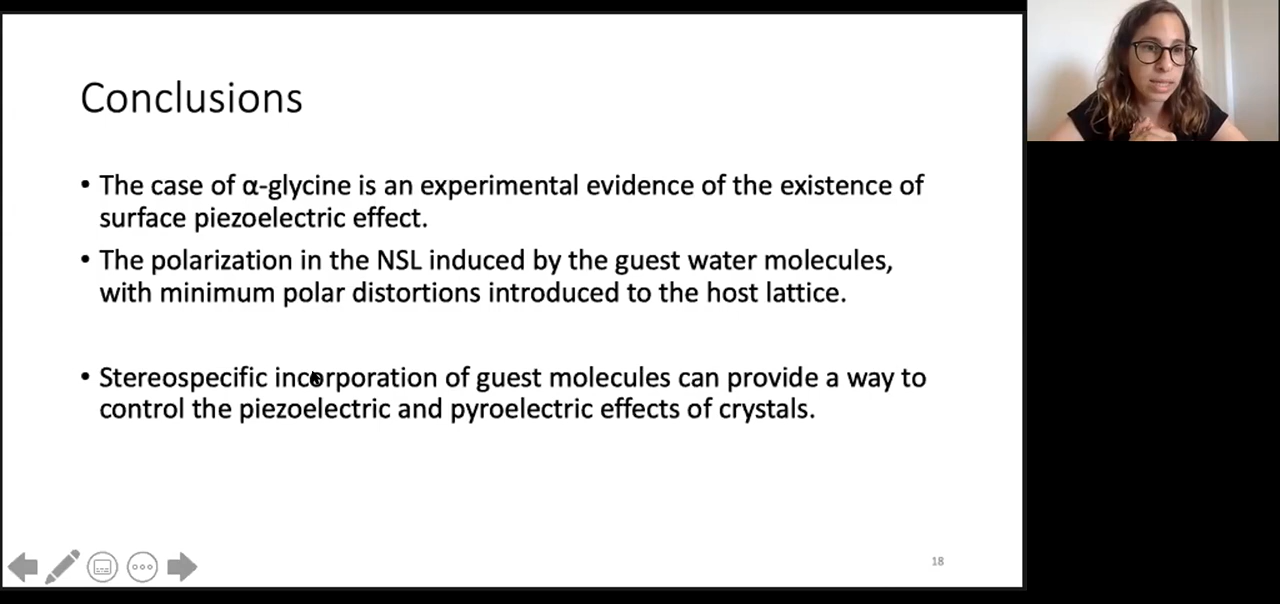 Conclusions
• The case of α-glycine is an experimental evidence of the existence of
surface piezoelectric effect.
• The polarization in the NSL induced by the guest water molecules,
with minimum polar distortions introduced to the host lattice.
• Stereospecific incorporation of guest molecules can provide a way to
control the piezoelectric and pyroelectric effects of crystals.
18